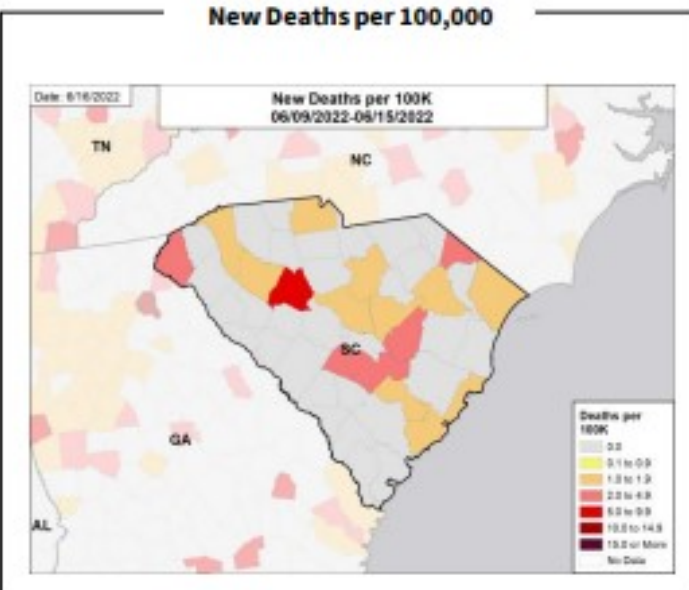 New Deaths per 100,000
Date: 6/16/2022
New Deaths per 100K
06/09/2022-06/15/2022
TN
NC
SC
GA
AL
Deaths per
100K
0.0
0.1 to 0.9
1.0 to 1.9
2.0 to 4.9
5.0 to 9.9
10.0 to 14.9
15.0 or More
No Data